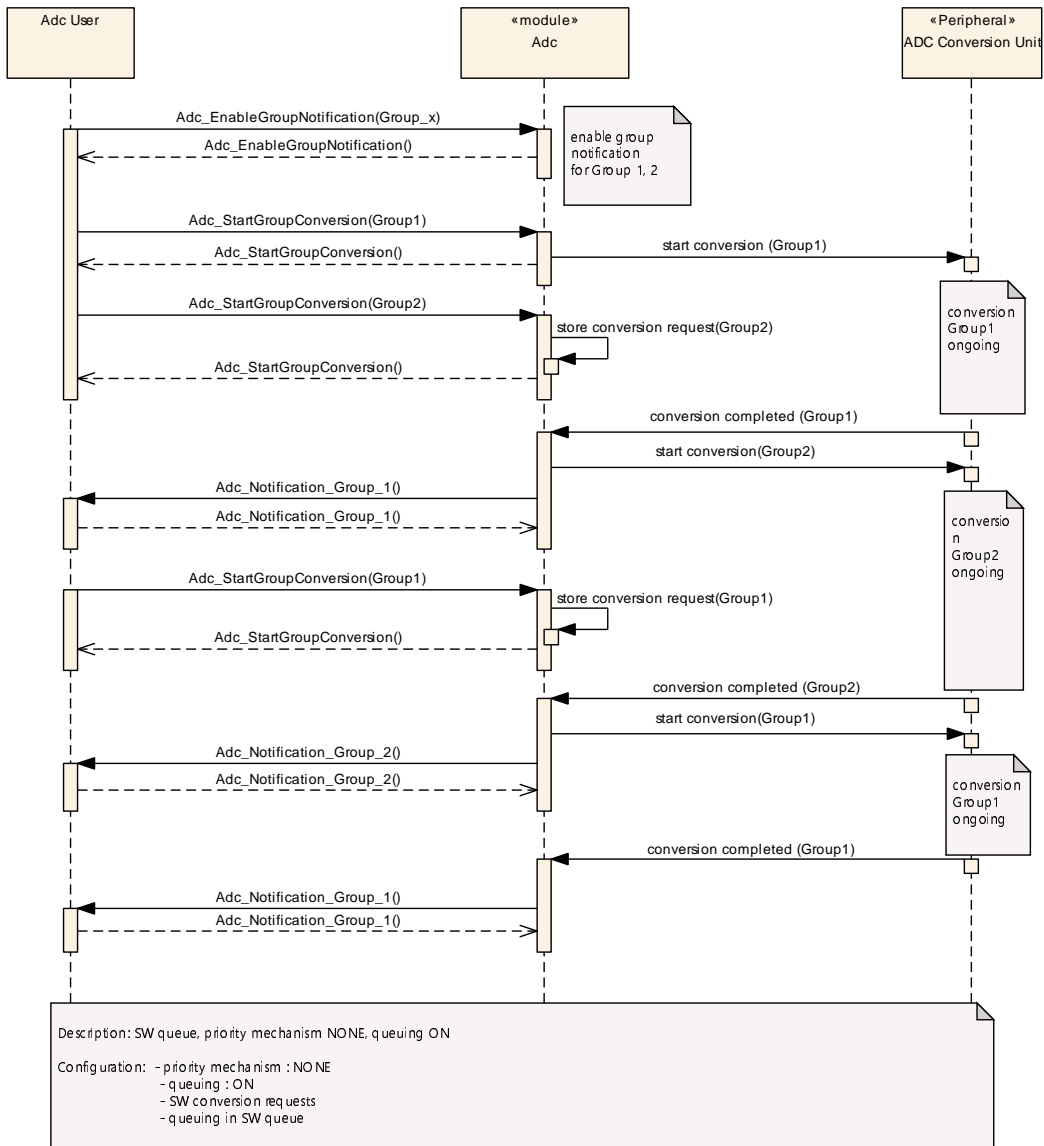 Adc User
«module»
Adc
«Peripheral»
ADC Conversion Unit
Adc_EnableGroupNotification(Group_x)
Adc_EnableGroupNotification()
enable group
notification
for Group 1, 2
Adc_StartGroupConversion(Group1)
start conversion (Group1)
Adc_StartGroupConversion()
Adc_StartGroupConversion(Group2)
conversion
Group1
ongoing
store conversion request(Group2)
Adc_StartGroupConversion()
conversion completed (Group1)
start conversion(Group2)
Adc_Notification_Group_1()
Adc_Notification_Group_1()
conversio
n
Group2
ongoing
Adc_StartGroupConversion(Group1)
store conversion request(Group1)
Adc_StartGroupConversion()
conversion completed (Group2)
start conversion(Group1)
Adc_Notification_Group_2()
Adc_Notification_Group_2()
conversion
Group1
ongoing
conversion completed (Group1)
Adc_Notification_Group_1()
Adc_Notification_Group_1()
Description: SW queue, priority mechanism NONE, queuing ON
Configuration: - priority mechanism : NONE
- queuing : ON
- SW conversion requests
- queuing in SW queue